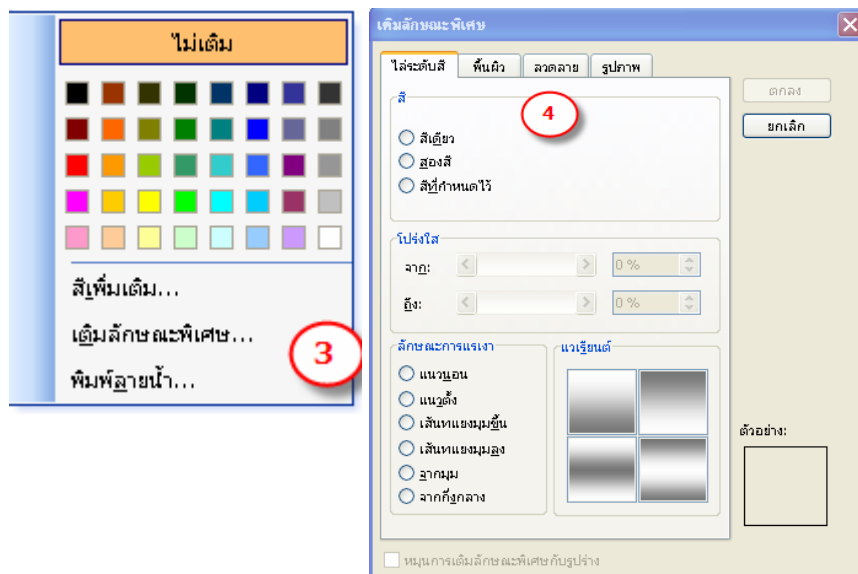 ไม่เติม
สีเพิ่มเติม...
เติมลักษณะพิเศษ...
พิมพ์ลายน้ำ...
3
เติมลักษณะพิเศษ
ไล่ระดับสี พื้นผิว ลวดลาย รูปภาพ
ตกลง
ยกเลิก
สี
4
สีเดียว
สองสี
สีที่กำหนดไว้
โปร่งใส
จาก: 0 %
ถึง: 0 %
ลักษณะการแรเงา
แนวนอน
แนวตั้ง
เส้นทแยงมุมขึ้น
เส้นทแยงมุมลง
จากมุม
จากกึ่งกลาง
แวเรียนต์
ตัวอย่าง:
หมุนการเติมลักษณะพิเศษกับรูปร่าง